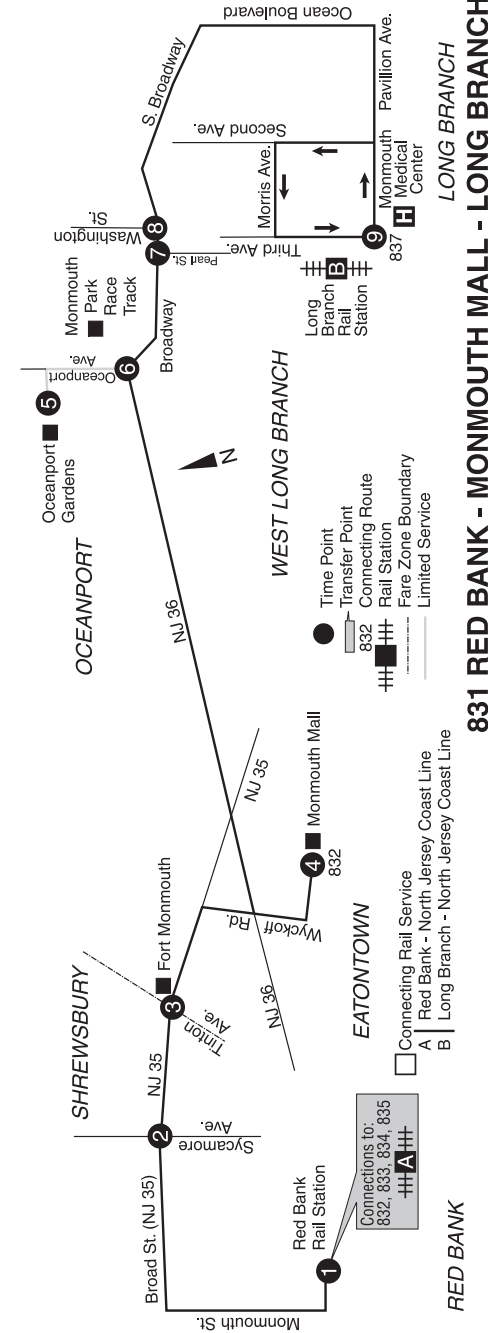 RED BANK
Red Bank
Rail Station
1
Connections to:
832, 833, 834, 835
A
Monmouth St.
Broad St. (NJ 35)
SHREWSBURY
2
Sycamore
Ave.
NJ 35
3
Fort Monmouth
Tinton
Ave.
NJ 36
EATONTOWN
Wyckoff
Rd.
4
832
Monmouth Mall
NJ 35
NJ 36
OCEANPORT
Oceanport
Gardens
5
Oceanport
Ave.
6
Broadway
WEST LONG BRANCH
N
Monmouth
Park
Race
Track
7
Pearl St.
8
Washington
St.
S. Broadway
Ocean Boulevard
Pavillion Ave.
Second Ave.
Morris Ave.
Third Ave.
Long
Branch
Rail
Station
B
9
837
H
Monmouth
Medical
Center
LONG BRANCH
Connecting Rail Service
A Red Bank - North Jersey Coast Line
B Long Branch - North Jersey Coast Line
Time Point
Transfer Point
832 Connecting Route
Rail Station
Fare Zone Boundary
Limited Service
831 RED BANK - MONMOUTH MALL - LONG BRANCH